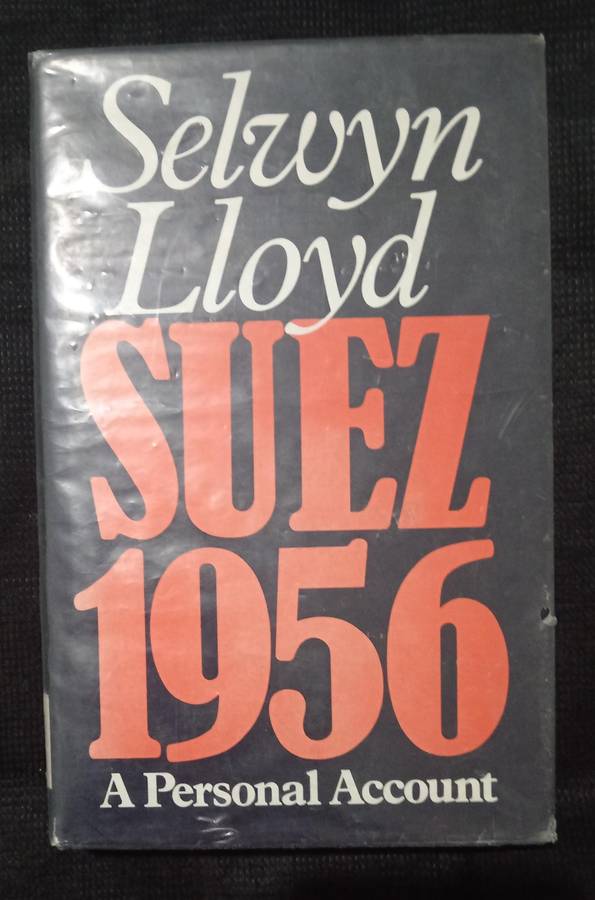 Selwyn
Lloyd
SUEZ
1956
A Personal Account